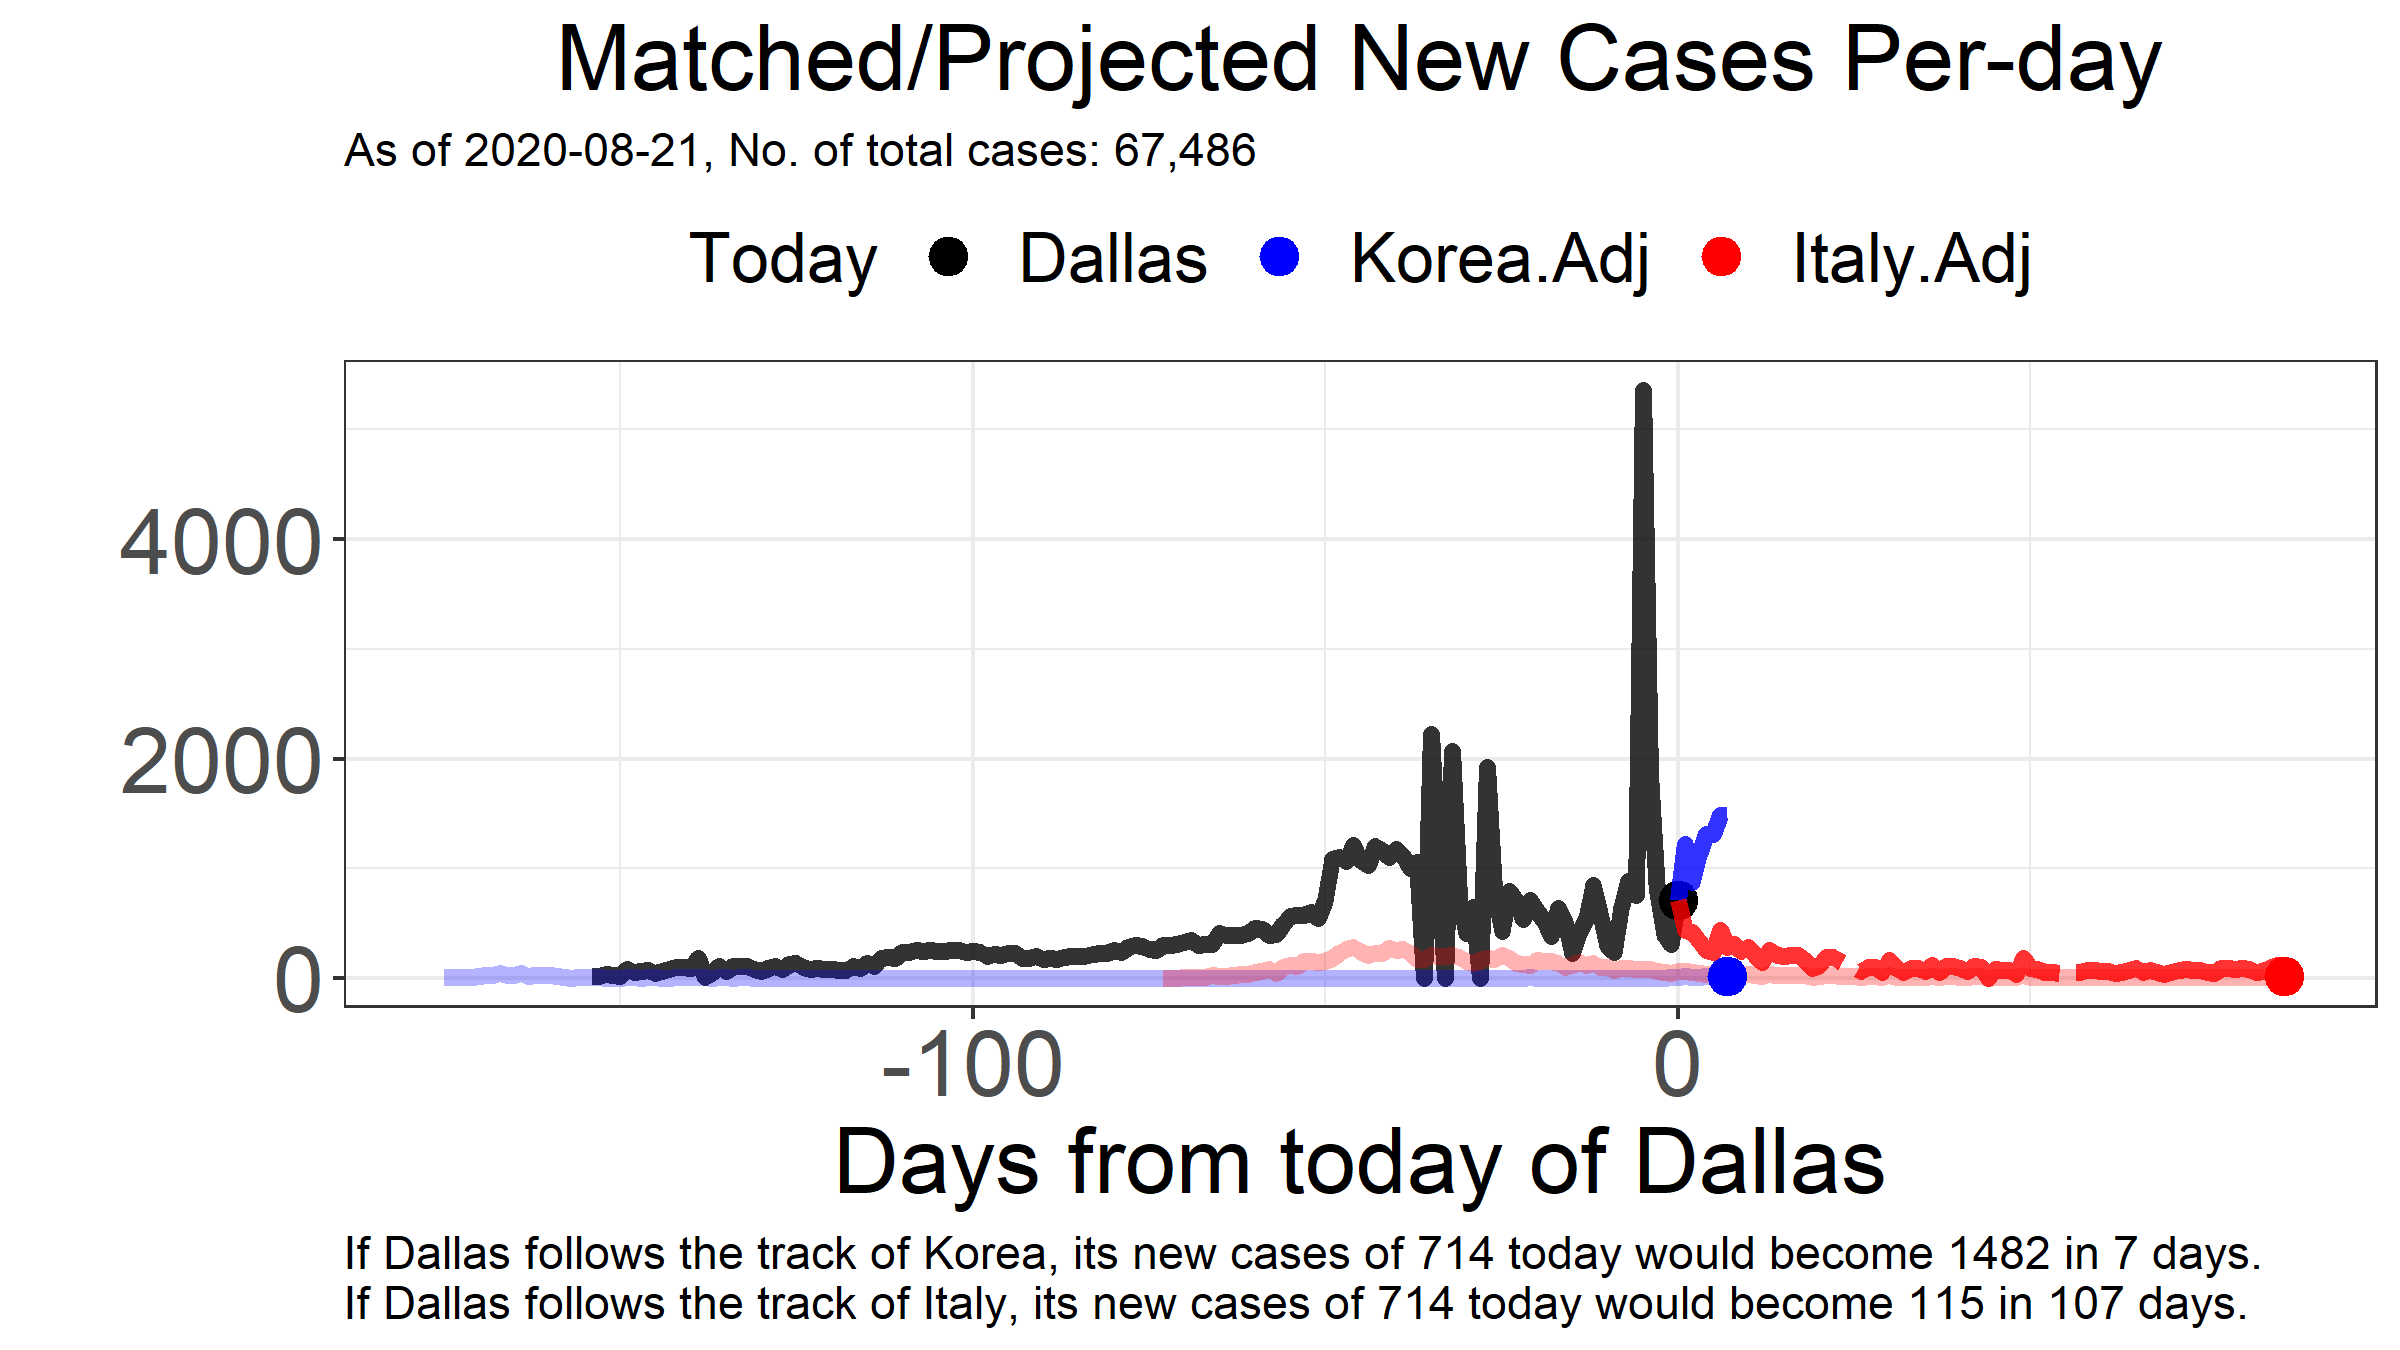 Matched/Projected New Cases Per-day
As of 2020-08-21, No. of total cases: 67,486
Today Dallas Korea.Adj Italy.Adj
4000
2000
0
-100 0
Days from today of Dallas
If Dallas follows the track of Korea, its new cases of 714 today would become 1482 in 7 days.
If Dallas follows the track of Italy, its new cases of 714 today would become 115 in 107 days.